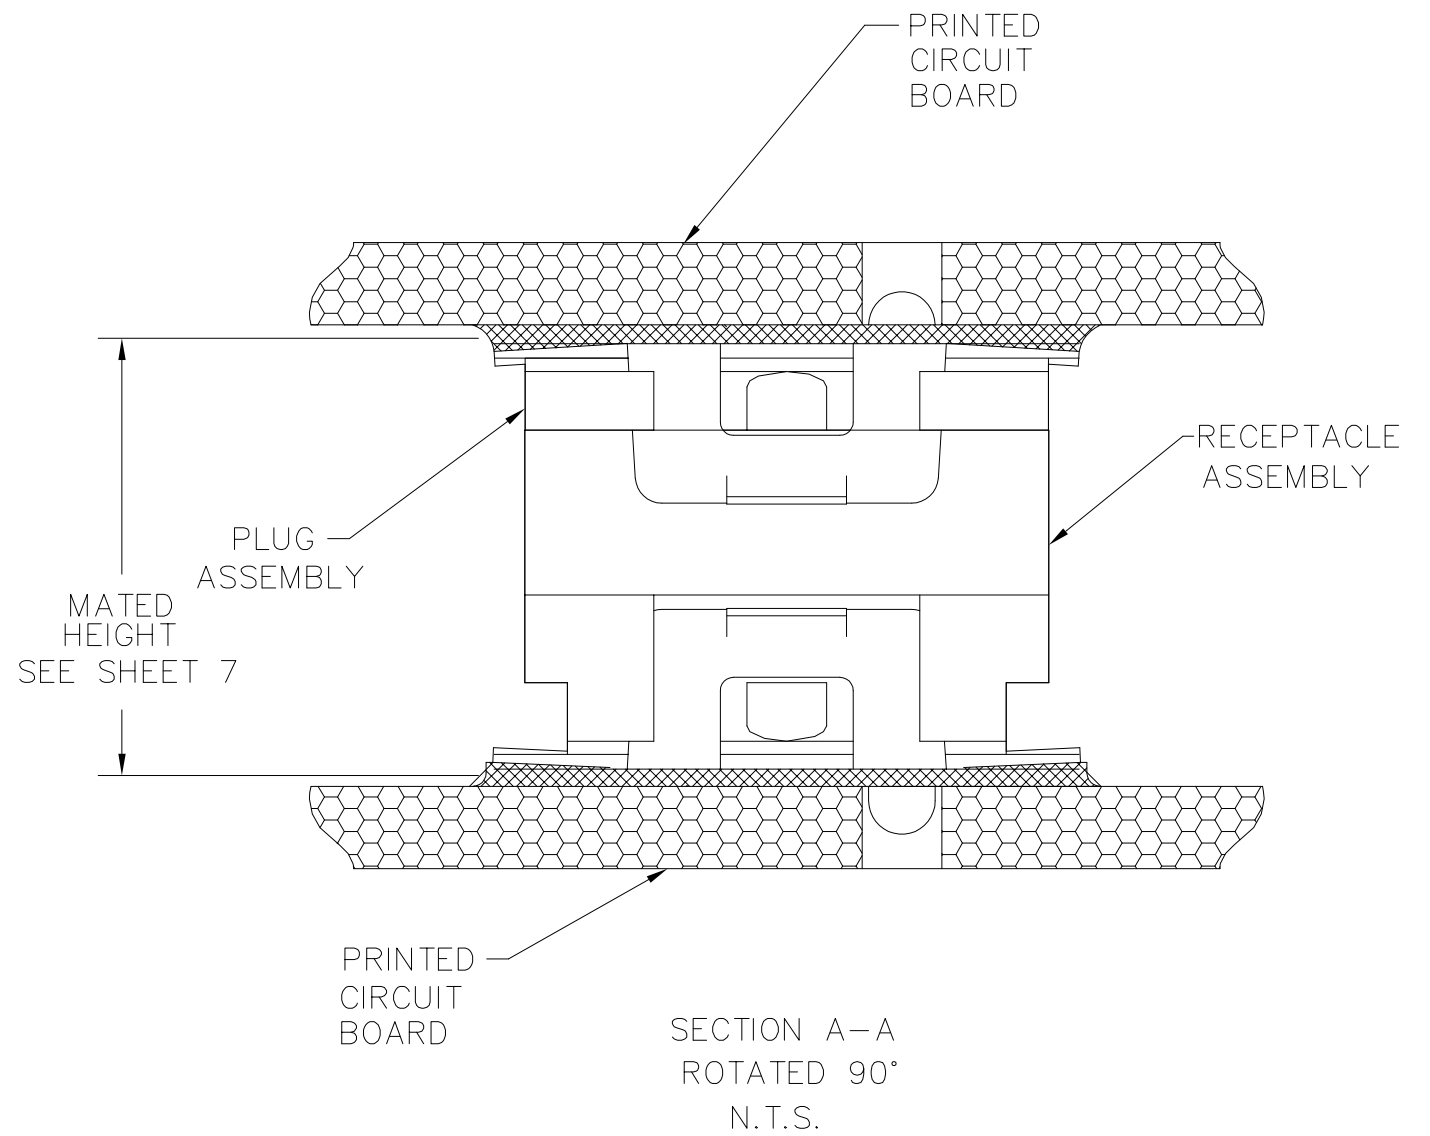 PRINTED
CIRCUIT
BOARD
RECEPTACLE
ASSEMBLY
PLUG
ASSEMBLY
MATED
HEIGHT
SEE SHEET 7
PRINTED
CIRCUIT
BOARD
SECTION A-A
ROTATED 90°
N.T.S.